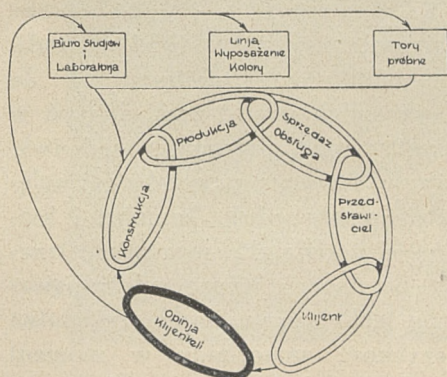 Biuro Studjów
i
Laboratorja
Linja
Wyposażenie
Kolory
Tory
próbne
Konstrukcja
Produkcja
Sprzedaż
i
Obsługa
Przed-
stawi-
ciel
Klijent
Opinja
Klijenteli